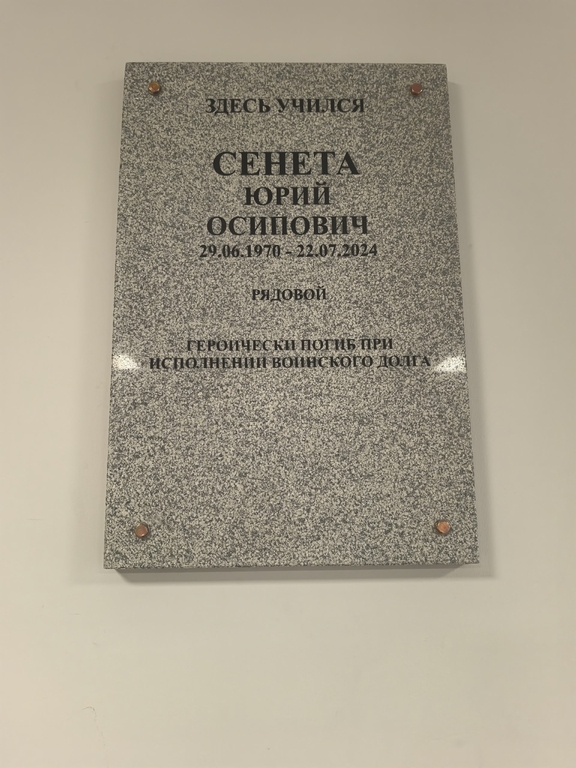 ЗДЕСЬ УЧИЛСЯ
СЕНЕТА
ЮРИЙ
ОСИПОВИЧ
29.06.1970 - 22.07.2024
РЯДОВОЙ
ГЕРОИЧЕСКИ ПОГИБ ПРИ
ИСПОЛНЕНИИ ВОИНСКОГО ДОЛГА